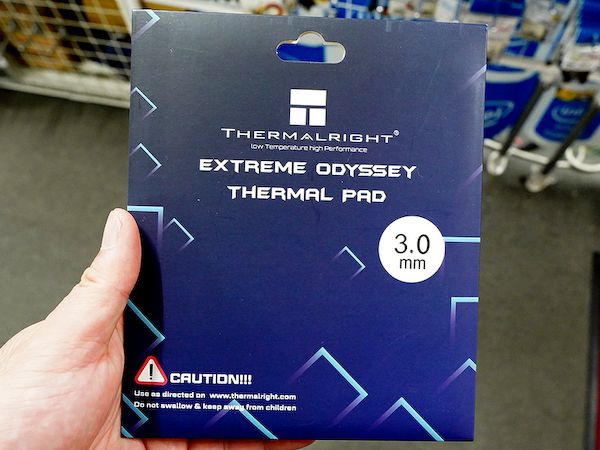 THERMALRIGHT®
low Temperature high Performance
EXTREME ODYSSEY
THERMAL PAD
3.0
mm
CAUTION!!!
Use as directed on www.thermalright.com
Do not swallow & keep away from children